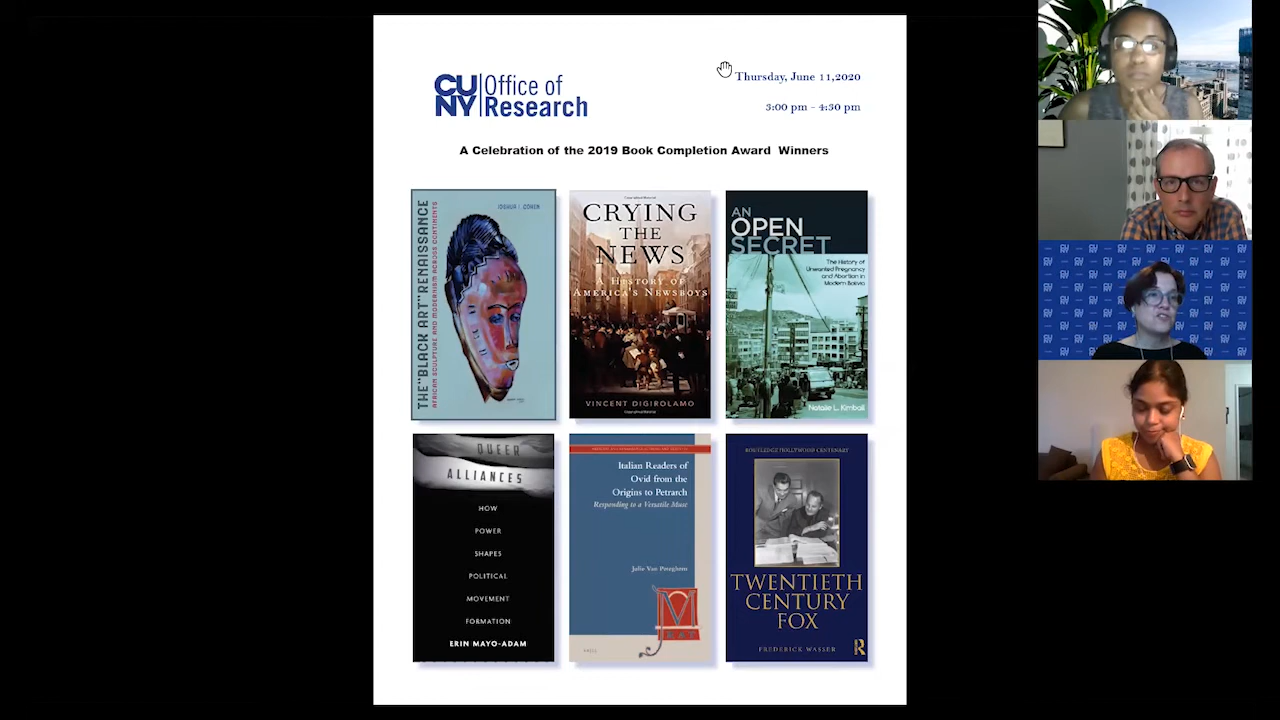 CU
NY
Office of
Research
Thursday, June 11,2020
3:00 pm - 4:30 pm
A Celebration of the 2019 Book Completion Award Winners
JOSHUA I. COHEN
THE "BLACK ART" RENAISSANCE
AFRICAN SCULPTURE AND MODERNISM ACROSS CONTINENTS
CRYING
THE
NEWS
A HISTORY OF
AMERICA'S NEWSBOYS
VINCENT DIGIROLAMO
AN
OPEN
SECRET
The History of
Unwanted Pregnancy
and Abortion in
Modern Bolivia
Natalie L. Kimball
QUEER
ALLIANCES
HOW
POWER
SHAPES
POLITICAL
MOVEMENT
FORMATION
ERIN MAYO-ADAM
Italian Readers of
Ovid from the
Origins to Petrarch
Responding to a Versatile Muse
Julie Van Peteghem
BRILL
ROUTLEDGE HOLLYWOOD CENTENARY
TWENTIETH
CENTURY
FOX
FREDERICK WASSER
R